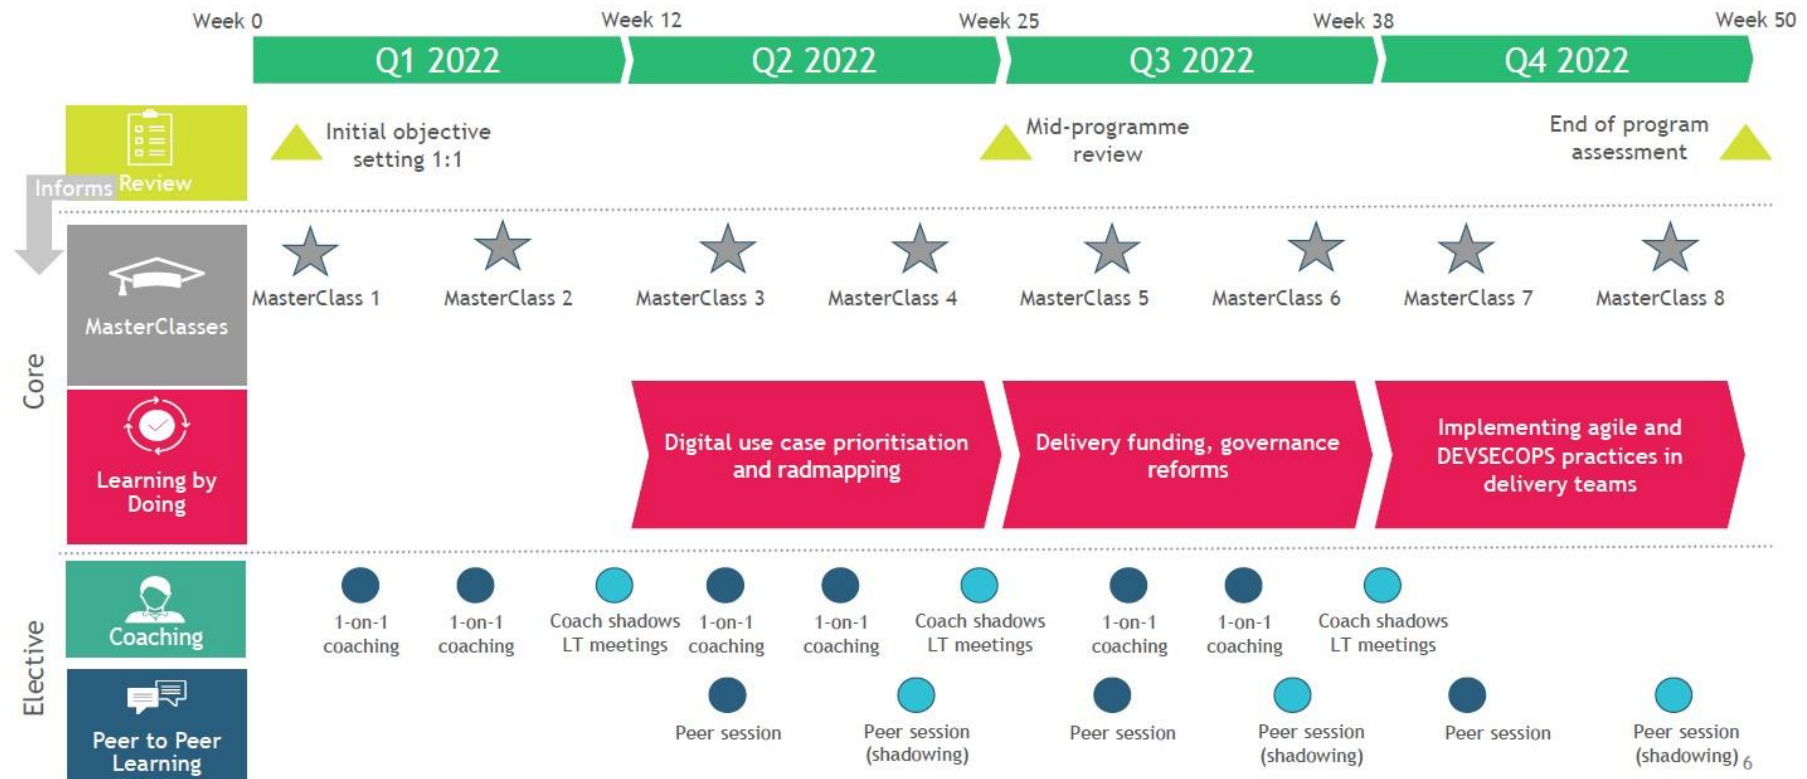 Week 0
Week 12
Week 25
Week 38
Week 50
Q1 2022
Q2 2022
Q3 2022
Q4 2022
Review
Initial objective
setting 1:1
Mid-programme
review
End of program
assessment
Informs
Core
MasterClasses
MasterClass 1
MasterClass 2
MasterClass 3
MasterClass 4
MasterClass 5
MasterClass 6
MasterClass 7
MasterClass 8
Learning by
Doing
Digital use case prioritisation
and radmapping
Delivery funding, governance
reforms
Implementing agile and
DEVSECOPS practices in
delivery teams
Elective
Coaching
1-on-1
coaching
1-on-1
coaching
Coach shadows
LT meetings
1-on-1
coaching
1-on-1
coaching
Coach shadows
LT meetings
1-on-1
coaching
1-on-1
coaching
Coach shadows
LT meetings
Peer to Peer
Learning
Peer session
Peer session
(shadowing)
Peer session
Peer session
(shadowing)
Peer session
Peer session
(shadowing)
6